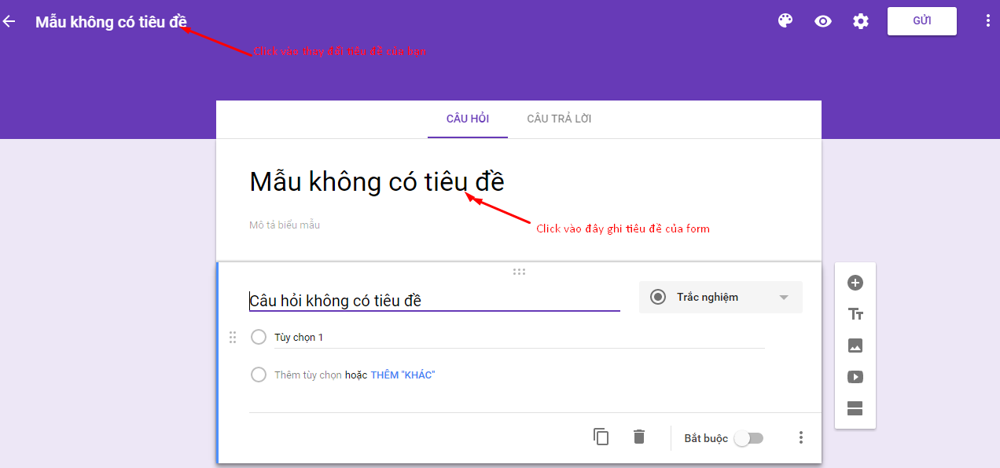 Mẫu không có tiêu đề
GỬI
Click vào thay đổi tiêu đề của bạn
CÂU HỎI
CÂU TRẢ LỜI
Mẫu không có tiêu đề
Mô tả biểu mẫu
Click vào đây ghi tiêu đề của form
Câu hỏi không có tiêu đề
Trắc nghiệm
Tùy chọn 1
Thêm tùy chọn hoặc THÊM "KHÁC"
Bắt buộc